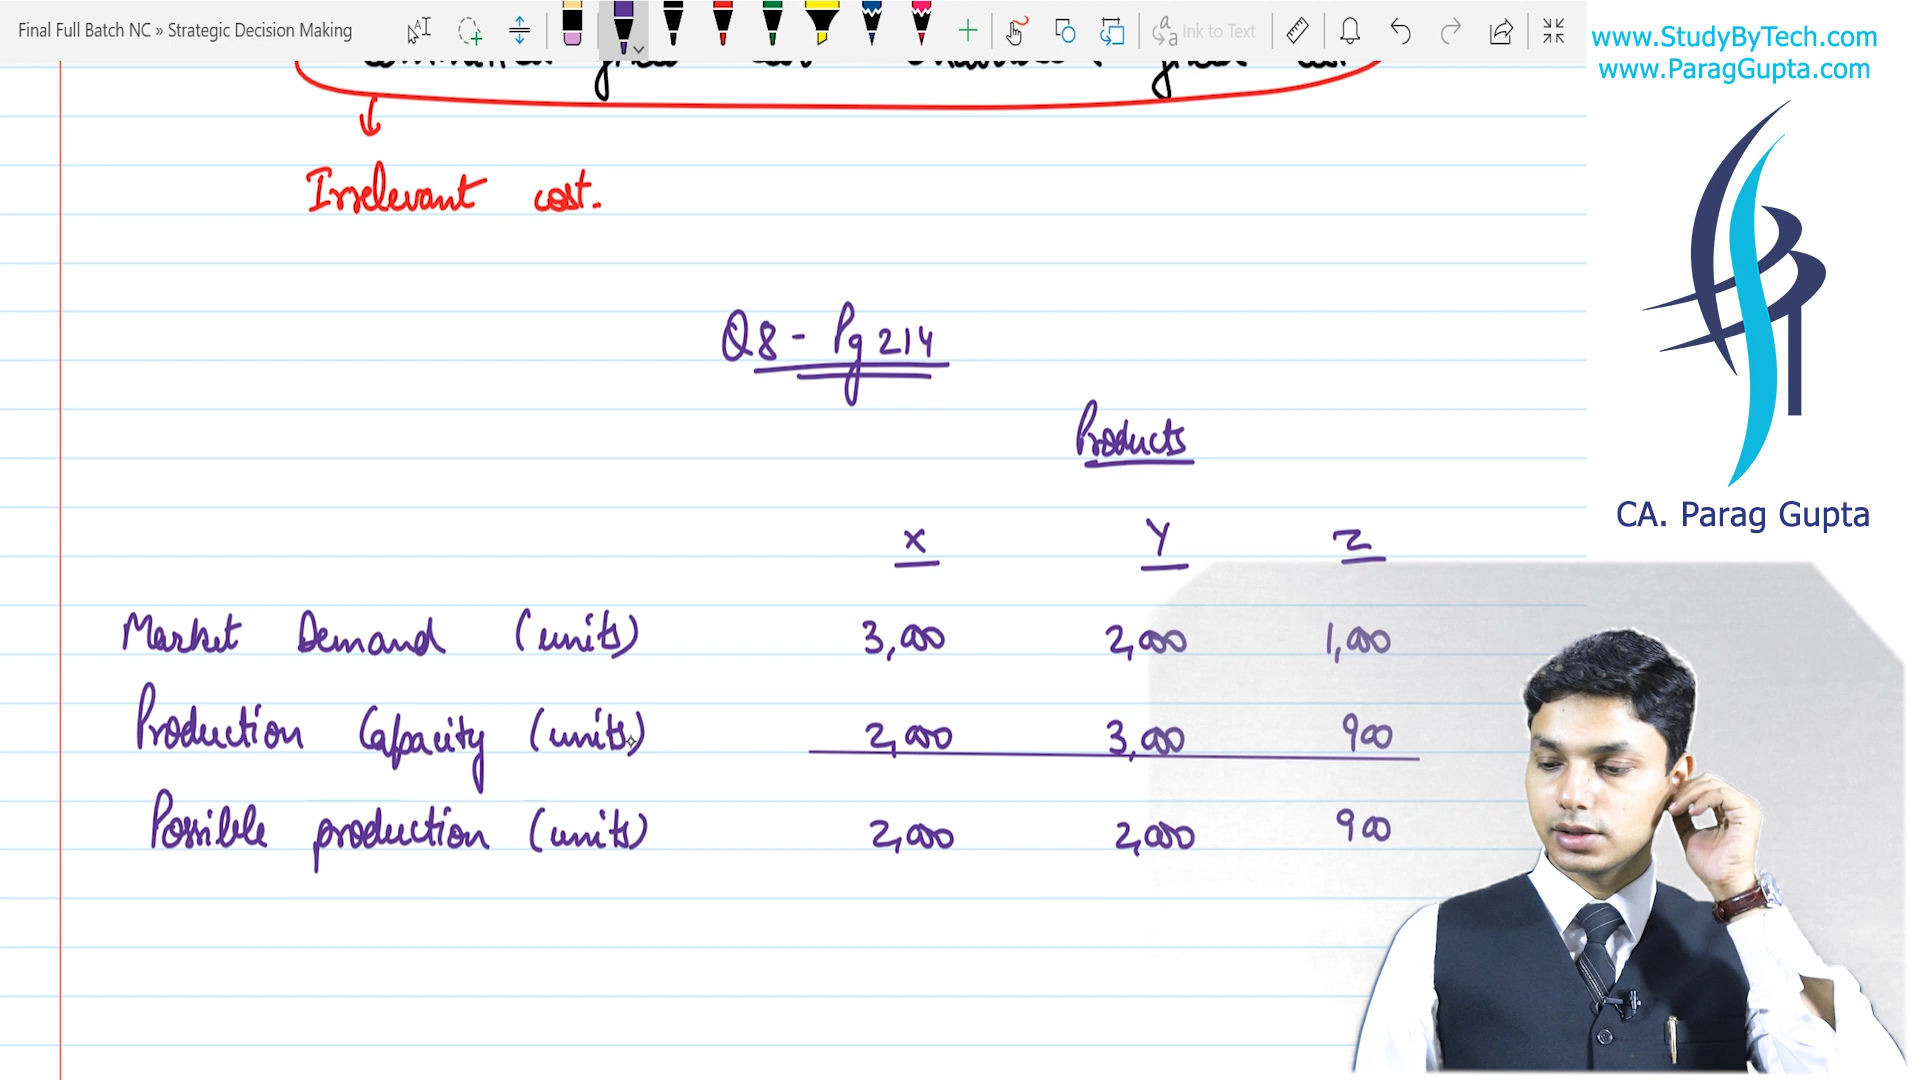 Final Full Batch NC » Strategic Decision Making
Ink to Text
www.StudyByTech.com
www.ParagGupta.com
Irrelevant cost.
Q8 - Pg 214
Products
CA. Parag Gupta
X Y Z
Market Demand (units) 3,000 2,000 1,000
Production Capacity (units) 2,000 3,000 900
Possible production (units) 2,000 2,000 900